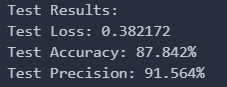 Test Results:
Test Loss: 0.382172
Test Accuracy: 87.842%
Test Precision: 91.564%